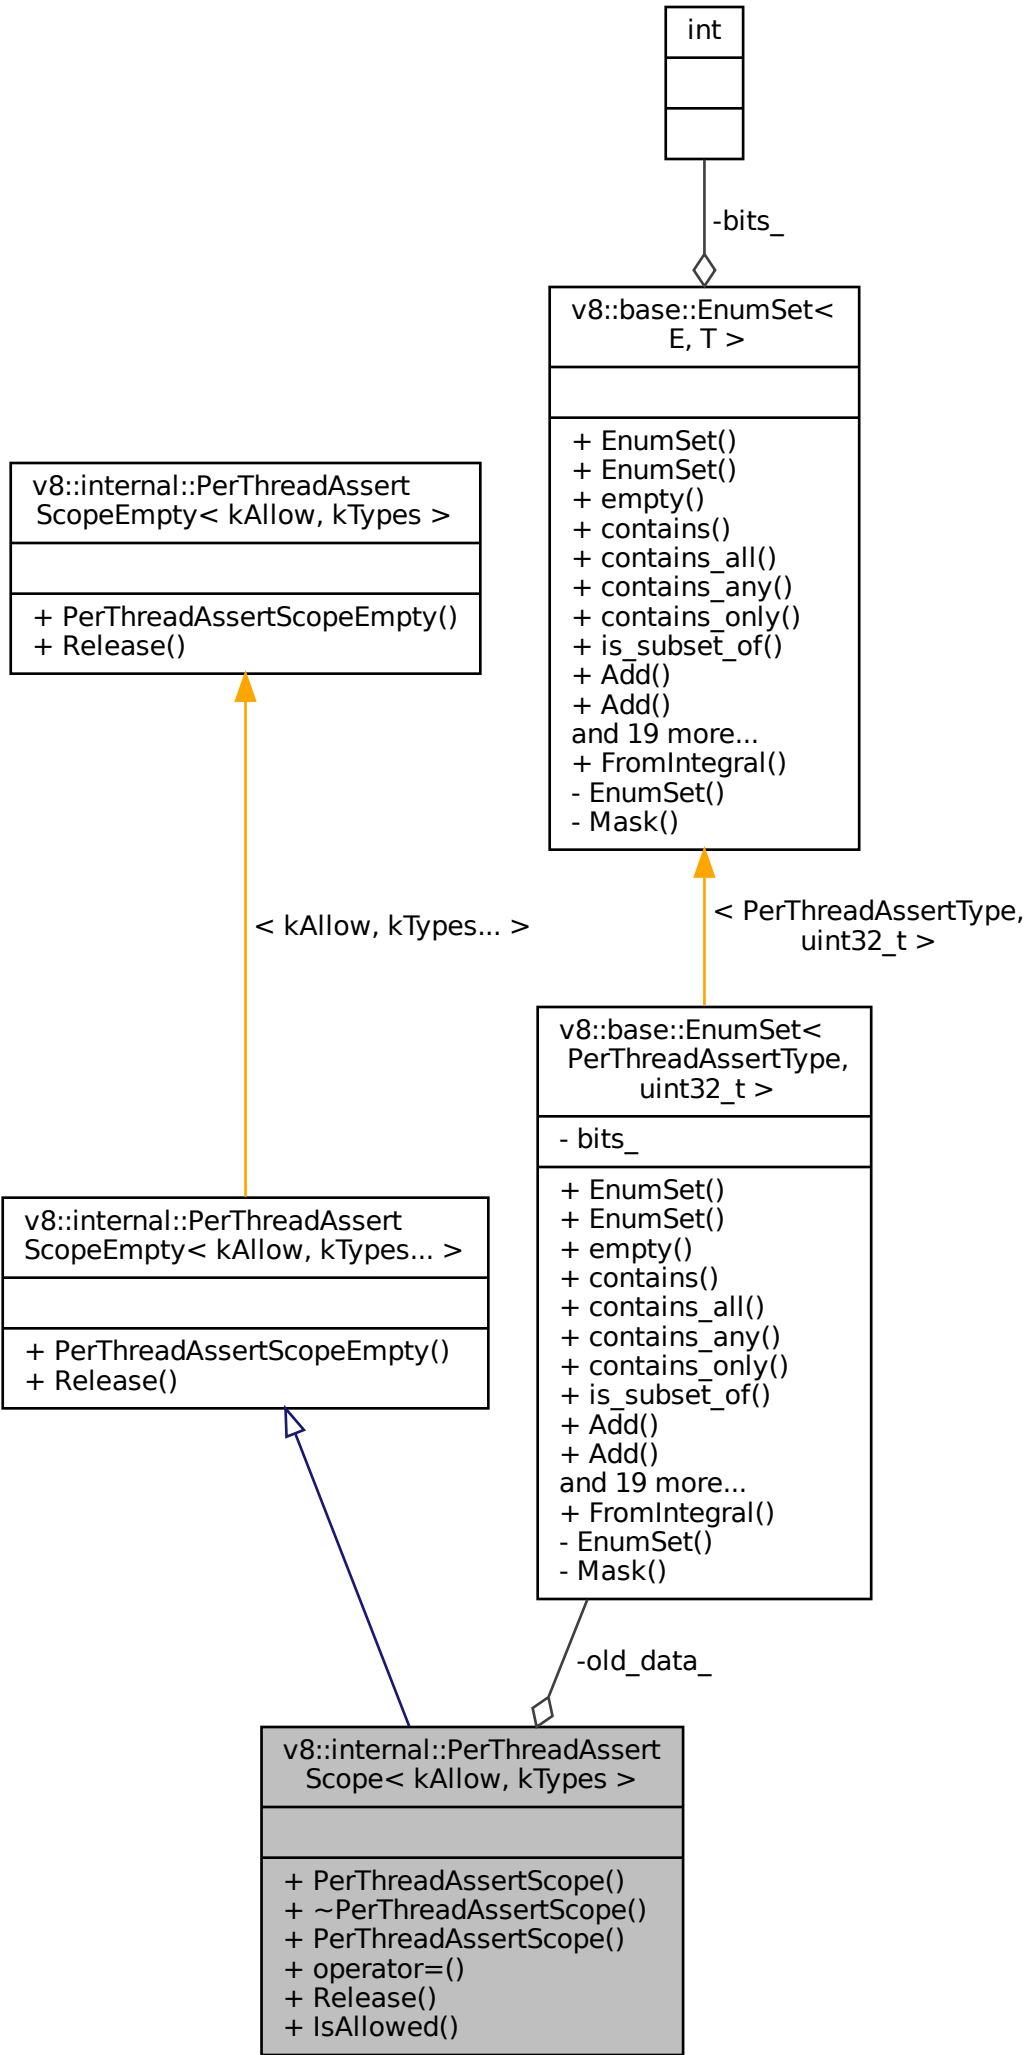 int
-bits_
v8::base::EnumSet<
E, T >
+ EnumSet()
+ EnumSet()
+ empty()
+ contains()
+ contains_all()
+ contains_any()
+ contains_only()
+ is_subset_of()
+ Add()
+ Add()
and 19 more...
+ FromIntegral()
- EnumSet()
- Mask()
v8::internal::PerThreadAssert
ScopeEmpty< kAllow, kTypes >
+ PerThreadAssertScopeEmpty()
+ Release()
< kAllow, kTypes... >
< PerThreadAssertType,
uint32_t >
v8::base::EnumSet<
PerThreadAssertType,
uint32_t >
- bits_
+ EnumSet()
+ EnumSet()
+ empty()
+ contains()
+ contains_all()
+ contains_any()
+ contains_only()
+ is_subset_of()
+ Add()
+ Add()
and 19 more...
+ FromIntegral()
- EnumSet()
- Mask()
v8::internal::PerThreadAssert
ScopeEmpty< kAllow, kTypes... >
+ PerThreadAssertScopeEmpty()
+ Release()
-old_data_
v8::internal::PerThreadAssert
Scope< kAllow, kTypes >
+ PerThreadAssertScope()
+ ~PerThreadAssertScope()
+ PerThreadAssertScope()
+ operator=()
+ Release()
+ IsAllowed()